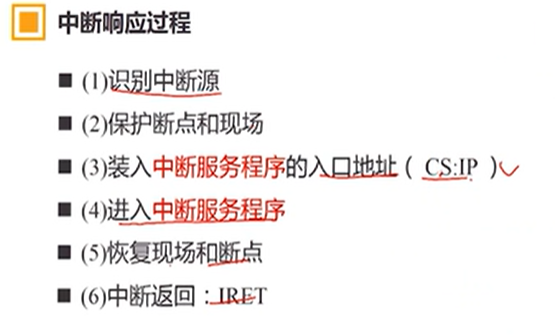 中断响应过程
■ (1)识别中断源
■ (2)保护断点和现场
■ (3)装入中断服务程序的入口地址（ CS:IP ）
■ (4)进入中断服务程序
■ (5)恢复现场和断点
■ (6)中断返回：IRET